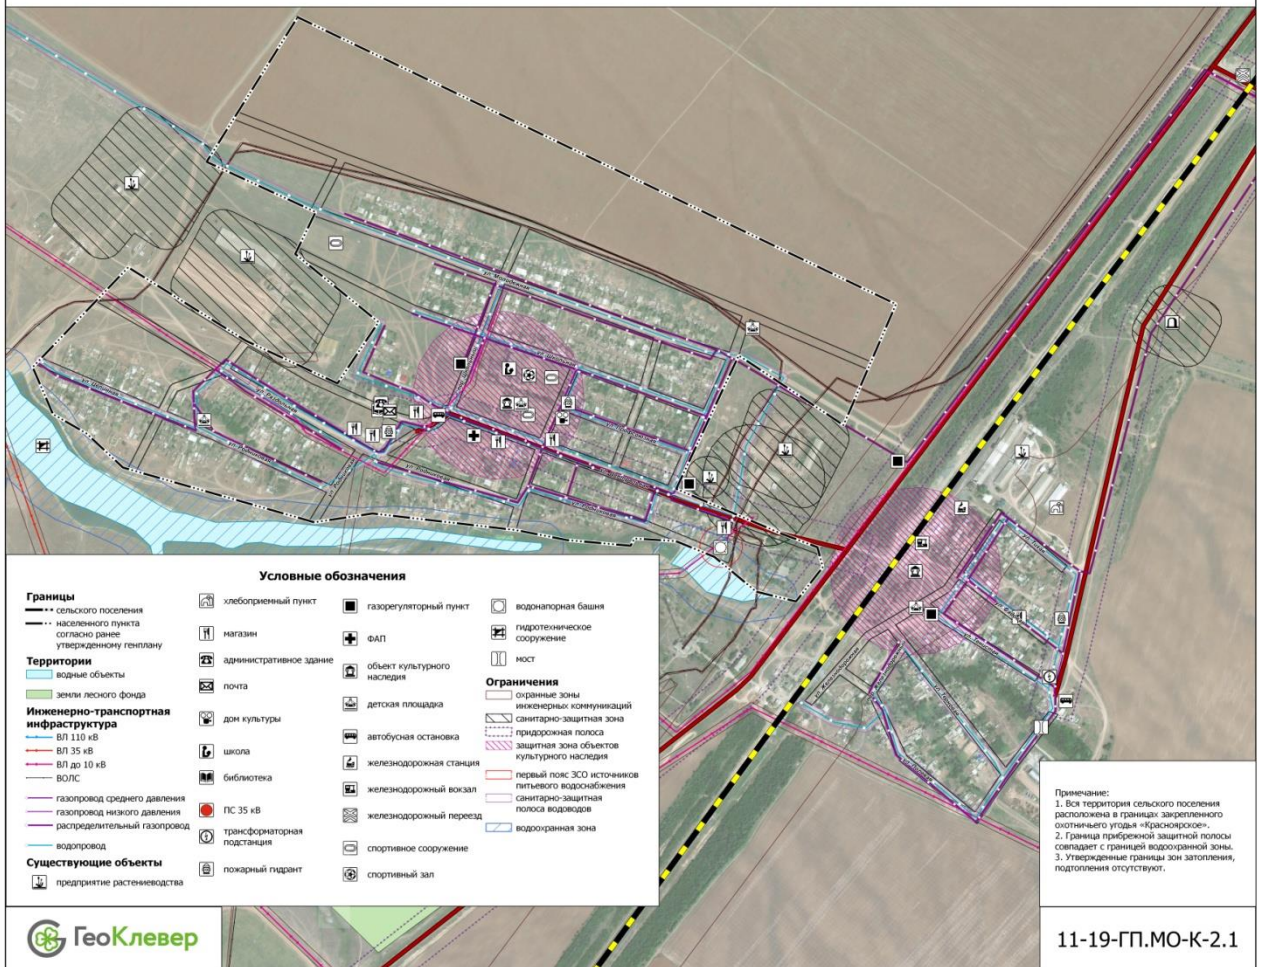 ул. Молодежная
ул. Школьная
Условные обозначения
Границы
сельского поселения
населенного пункта
согласно ранее
утвержденному генплану
Территории
водные объекты
земли лесного фонда
Инженерно-транспортная
инфраструктура
ВЛ 110 кВ
ВЛ 35 кВ
ВЛ до 10 кВ
ВОЛС
газопровод среднего давления
газопровод низкого давления
распределительный газопровод
водопровод
Существующие объекты
предприятие растениеводства
хлебоприемный пункт
магазин
административное здание
почта
дом культуры
школа
библиотека
ПС 35 кВ
трансформаторная
подстанция
пожарный гидрант
газорегуляторный пункт
ФАП
объект культурного
наследия
детская площадка
автобусная остановка
железнодорожная станция
железнодорожный вокзал
железнодорожный переезд
спортивное сооружение
спортивный зал
водонапорная башня
гидротехническое
сооружение
мост
Ограничения
охранные зоны
инженерных коммуникаций
санитарно-защитная зона
придорожная полоса
защитная зона объектов
культурного наследия
первый пояс ЗСО источников
питьевого водоснабжения
санитарно-защитная
полоса водоводов
водоохранная зона
Примечание:
1. Вся территория сельского поселения
расположена в границах закрепленного
охотничьего угодья «Красноярское».
2. Граница прибрежной защитной полосы
совпадает с границей водоохранной зоны.
3. Утвержденные границы зон затопления,
подтопления отсутствуют.
ГеоКлевер
11-19-ГП.МО-К-2.1